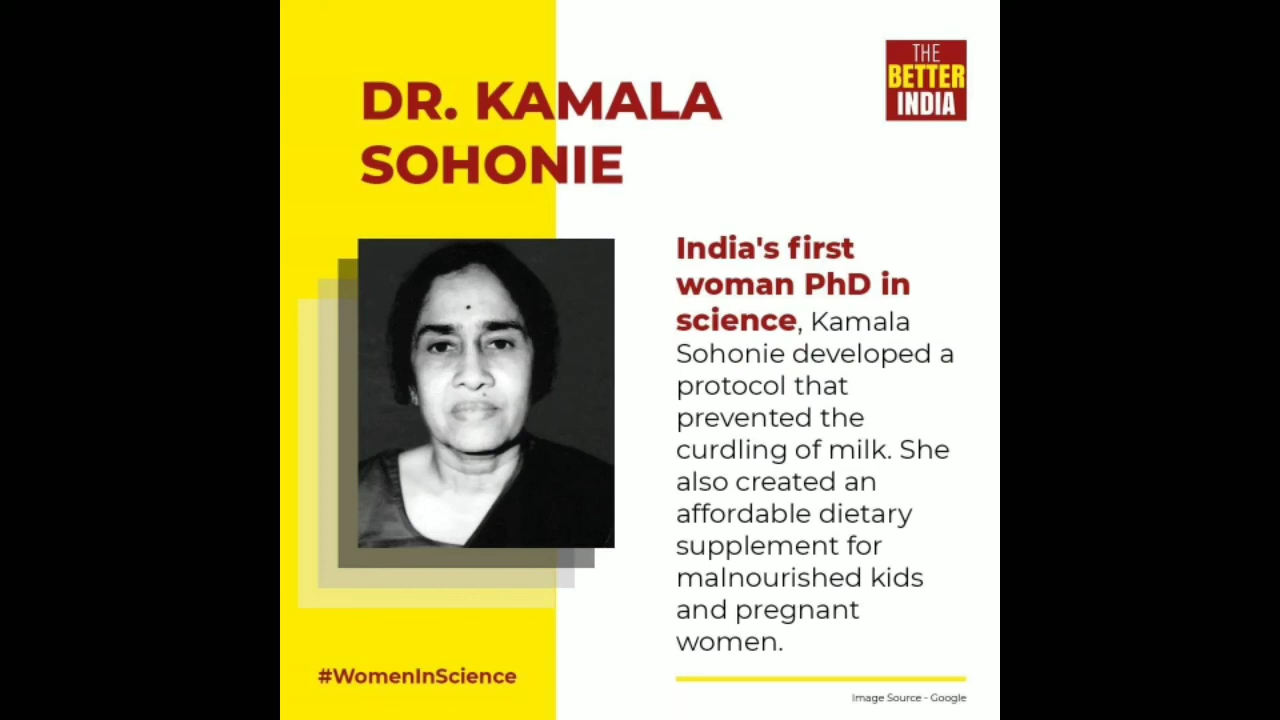 DR. KAMALA
SOHONIE
THE
BETTER
INDIA
India's first
woman PhD in
science, Kamala
Sohonie developed a
protocol that
prevented the
curdling of milk. She
also created an
affordable dietary
supplement for
malnourished kids
and pregnant
women.
#WomenInScience
Image Source - Google